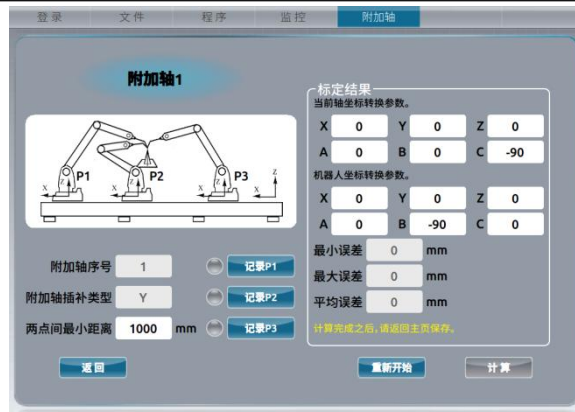 登录 文件 程序 监控 附加轴
附加轴1
P1 P2 P3
X X X
Z Z Z Z
附加轴序号 1 记录P1
附加轴插补类型 Y 记录P2
两点间最小距离 1000 mm 记录P3
返回
标定结果
当前轴坐标转换参数。
X 0 Y 0 Z 0
A 0 B 0 C -90
机器人坐标转换参数。
X 0 Y 0 Z 0
A 0 B -90 C 0
最小误差 0 mm
最大误差 0 mm
平均误差 0 mm
计算完成之后,请返回主页保存。
重新开始 计算